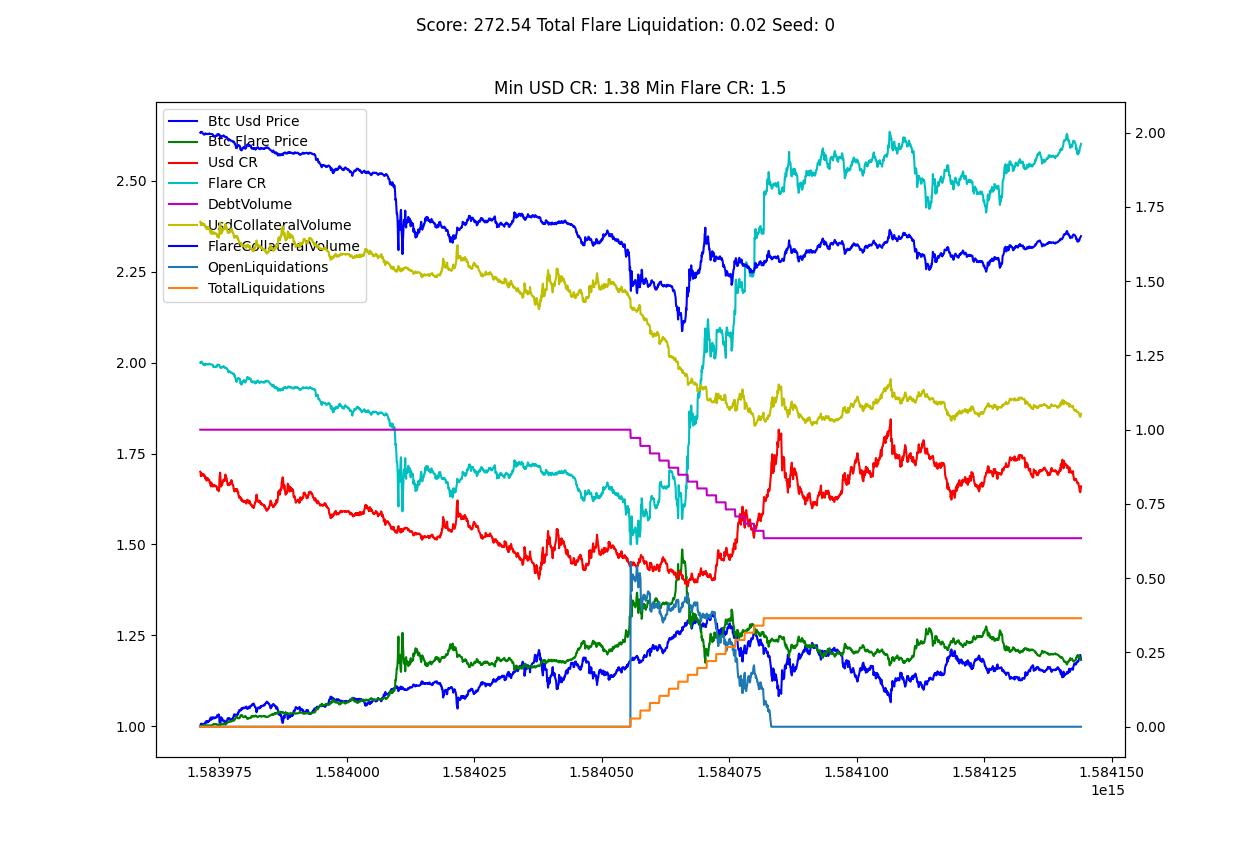 Score: 272.54 Total Flare Liquidation: 0.02 Seed: 0
Min USD CR: 1.38 Min Flare CR: 1.5
Btc Usd Price
Btc Flare Price
Usd CR
Flare CR
DebtVolume
UsdCollateralVolume
FlareCollateralVolume
OpenLiquidations
TotalLiquidations
2.50
2.25
2.00
1.75
1.50
1.25
1.00
2.00
1.75
1.50
1.25
1.00
0.75
0.50
0.25
0.00
1.583975 1.584000 1.584025 1.584050 1.584075 1.584100 1.584125 1.584150
1e15